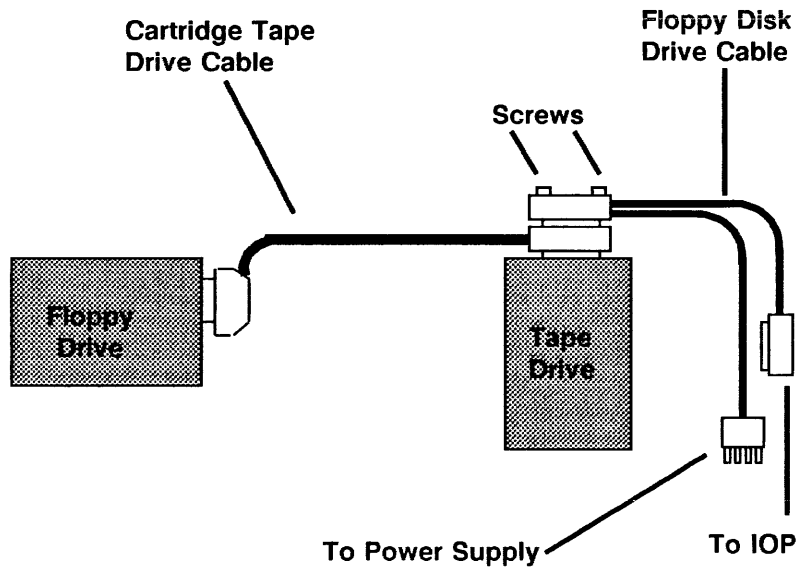 Cartridge Tape
Drive Cable
Floppy Disk
Drive Cable
Screws
Floppy
Drive
Tape
Drive
To Power Supply
To IOP